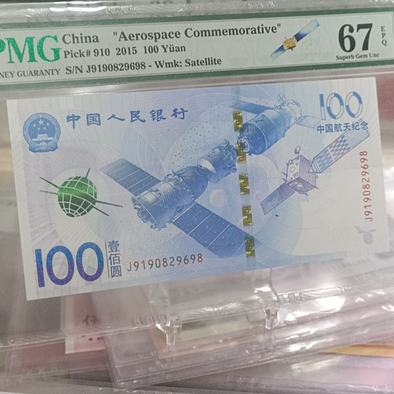 PMG China "Aerospace Commemorative"
Pick# 910 2015 100 Yüan
NEY GUARANTY S/N J9190829698 - Wmk: Satellite
67 EPQ
Superb Gem Unc
中国人民银行
100
中国航天纪念
J9190829698
100 壹佰圆
J9190829698